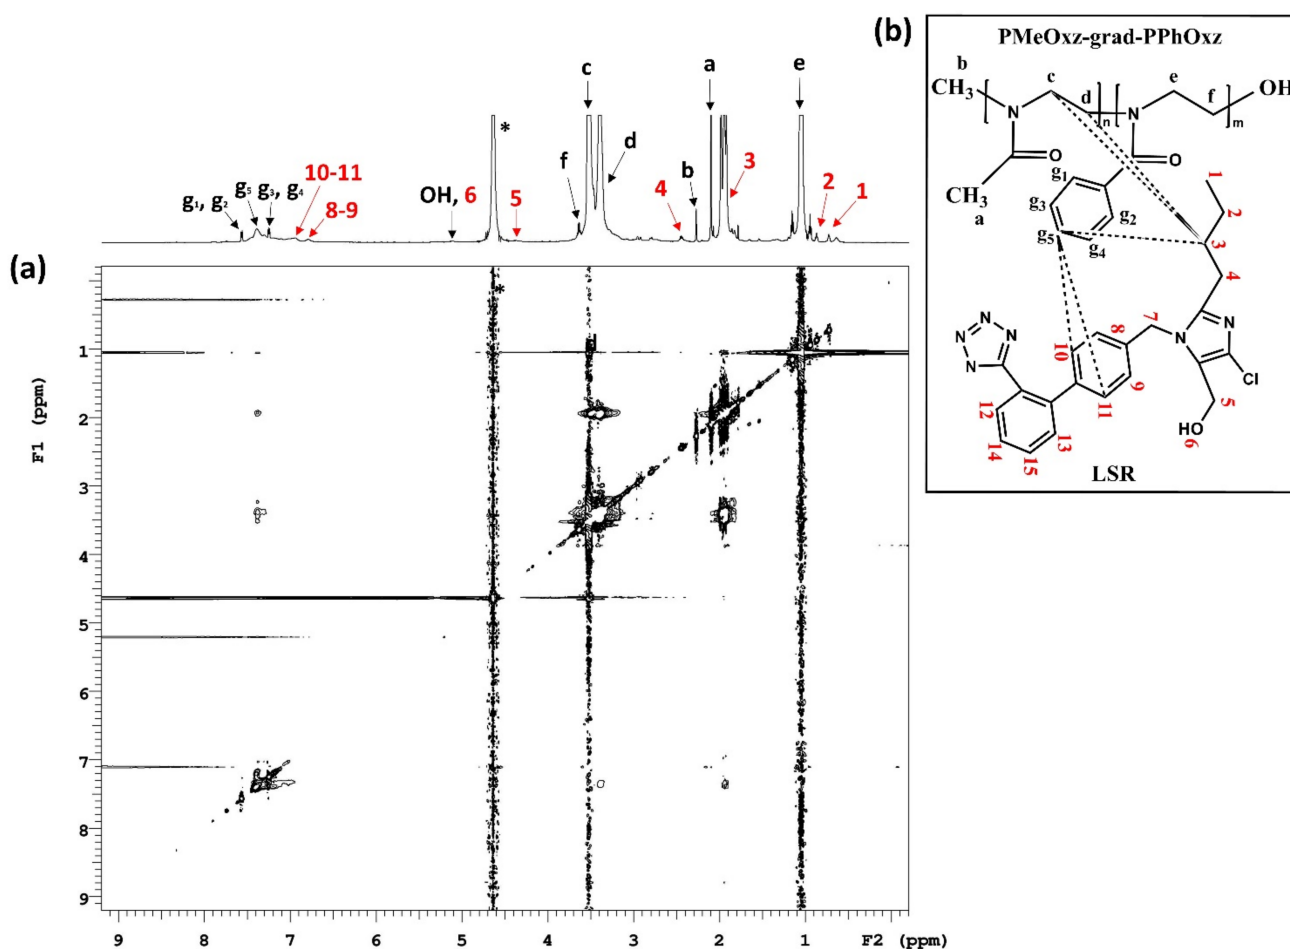 (a)
c
a
e
*
f
d
b
3
10-11
8-9
g₁, g₂
g₅
g₃, g₄
OH, 6
5
4
2
1
*
d
F1 (ppm)
1
2
3
4
5
6
7
8
9
9 8 7 6 5 4 3 2 1 F2 (ppm)
(b)
PMeOxz-grad-PPhOxz
b
c
d
e
f
CH₃
N
n
N
m
OH
O
O
CH₃
a
g₁
g₂
g₃
g₄
g₅
1
2
3
4
N
N
N
HN
7
8
N
N
Cl
10
9
11
12
13
14
15
5
HO
6
LSR